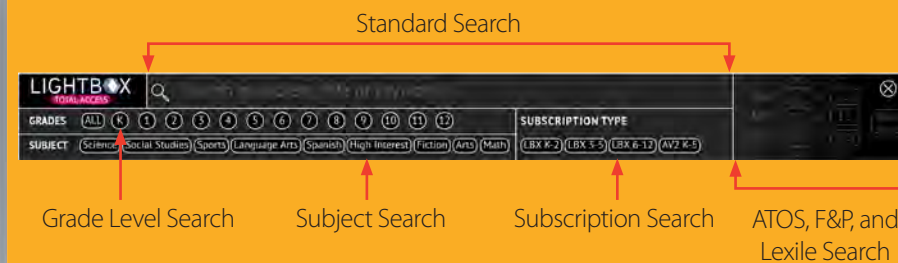 Standard Search
LIGHTBOX
TOTAL ACCESS
GRADES ALL K 1 2 3 4 5 6 7 8 9 10 11 12
SUBSCRIPTION TYPE
SUBJECT Science Social Studies Sports Language Arts Spanish High Interest Fiction Arts Math
LBX K-2 LBX 3-5 LBX 6-12 AV2 K-5
Grade Level Search
Subject Search
Subscription Search
ATOS, F&P, and
Lexile Search